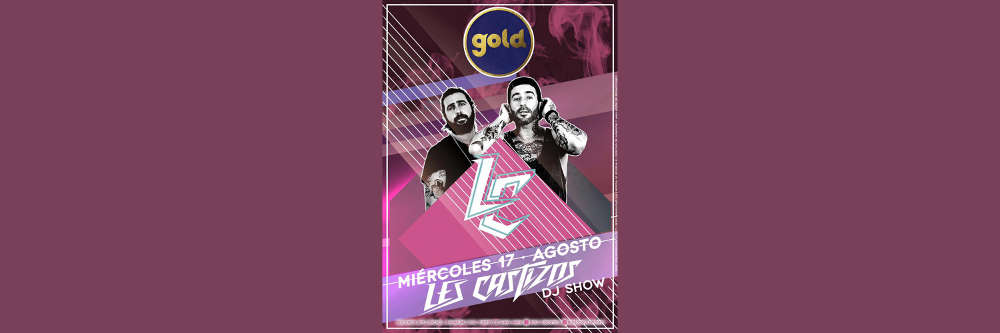 gold
LC
MIÉRCOLES 17 · AGOSTO
LES CASTIZOS
DJ SHOW